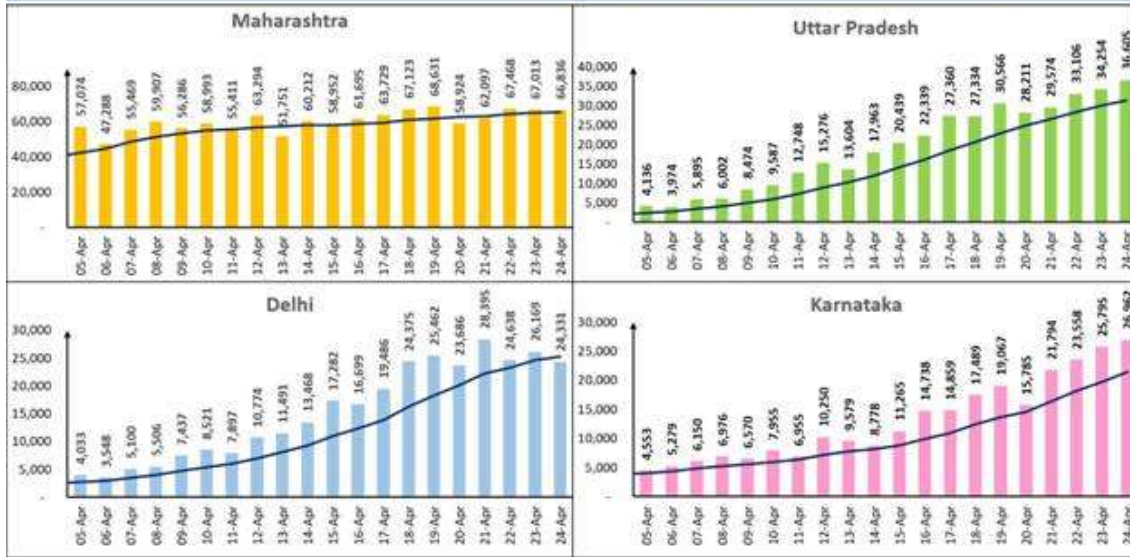 Maharashtra
80,000
60,000
40,000
20,000
-
57,074
47,288
55,469
59,907
56,286
58,993
55,411
63,294
51,751
60,212
58,952
61,695
63,729
67,123
68,631
58,924
62,097
67,468
67,013
66,836
05-Apr
06-Apr
07-Apr
08-Apr
09-Apr
10-Apr
11-Apr
12-Apr
13-Apr
14-Apr
15-Apr
16-Apr
17-Apr
18-Apr
19-Apr
20-Apr
21-Apr
22-Apr
23-Apr
24-Apr
Uttar Pradesh
40,000
35,000
30,000
25,000
20,000
15,000
10,000
5,000
-
4,136
3,974
5,895
6,002
8,474
9,587
12,748
15,276
13,604
17,963
20,439
22,339
27,360
27,334
30,566
28,211
29,574
33,106
34,254
36,605
05-Apr
06-Apr
07-Apr
08-Apr
09-Apr
10-Apr
11-Apr
12-Apr
13-Apr
14-Apr
15-Apr
16-Apr
17-Apr
18-Apr
19-Apr
20-Apr
21-Apr
22-Apr
23-Apr
24-Apr
Delhi
30,000
25,000
20,000
15,000
10,000
5,000
-
4,033
3,548
5,100
5,506
7,437
8,521
7,897
10,774
11,491
13,468
17,282
16,699
19,486
24,375
25,462
23,686
28,395
24,638
26,169
24,331
05-Apr
06-Apr
07-Apr
08-Apr
09-Apr
10-Apr
11-Apr
12-Apr
13-Apr
14-Apr
15-Apr
16-Apr
17-Apr
18-Apr
19-Apr
20-Apr
21-Apr
22-Apr
23-Apr
24-Apr
Karnataka
30,000
25,000
20,000
15,000
10,000
5,000
-
4,553
5,279
6,150
6,976
6,570
7,955
6,955
10,250
9,579
8,778
11,265
14,738
14,859
17,489
19,067
15,785
21,794
23,558
25,795
26,962
05-Apr
06-Apr
07-Apr
08-Apr
09-Apr
10-Apr
11-Apr
12-Apr
13-Apr
14-Apr
15-Apr
16-Apr
17-Apr
18-Apr
19-Apr
20-Apr
21-Apr
22-Apr
23-Apr
24-Apr